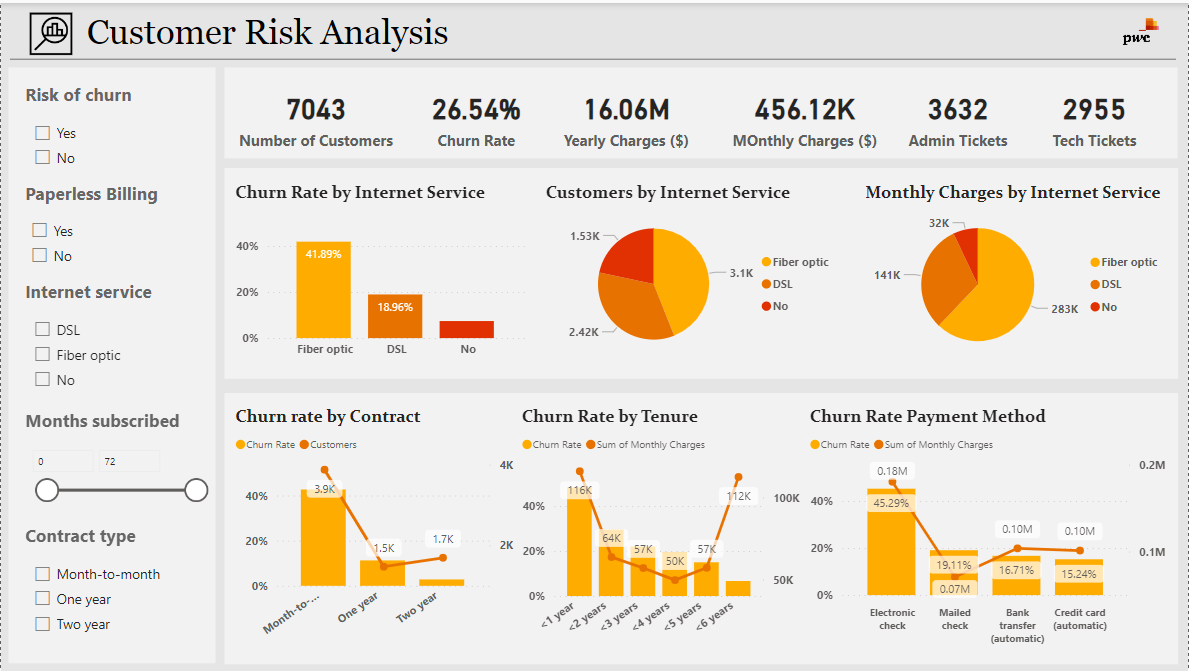 Customer Risk Analysis
pwc
Risk of churn
Yes
No
Paperless Billing
Yes
No
Internet service
DSL
Fiber optic
No
Months subscribed
0 72
Contract type
Month-to-month
One year
Two year
7043 26.54% 16.06M 456.12K 3632 2955
Number of Customers Churn Rate Yearly Charges ($) MOnthly Charges ($) Admin Tickets Tech Tickets
Churn Rate by Internet Service
40%
20%
0%
41.89%
18.96%
Fiber optic DSL No
Customers by Internet Service
1.53K
3.1K
2.42K
Fiber optic
DSL
No
Monthly Charges by Internet Service
32K
141K
283K
Fiber optic
DSL
No
Churn rate by Contract
Churn Rate Customers
4K
2K
40%
20%
0%
3.9K
1.5K
1.7K
Month-to-...
One year
Two year
Churn Rate by Tenure
Churn Rate Sum of Monthly Charges
40%
20%
0%
100K
50K
116K
64K
57K
50K
57K
112K
<1 year
<2 years
<3 years
<4 years
<5 years
<6 years
Churn Rate Payment Method
Churn Rate Sum of Monthly Charges
40%
20%
0%
0.2M
0.1M
0.18M
45.29%
19.11%
0.07M
0.10M
16.71%
0.10M
15.24%
Electronic
check
Mailed
check
Bank
transfer
(automatic)
Credit card
(automatic)